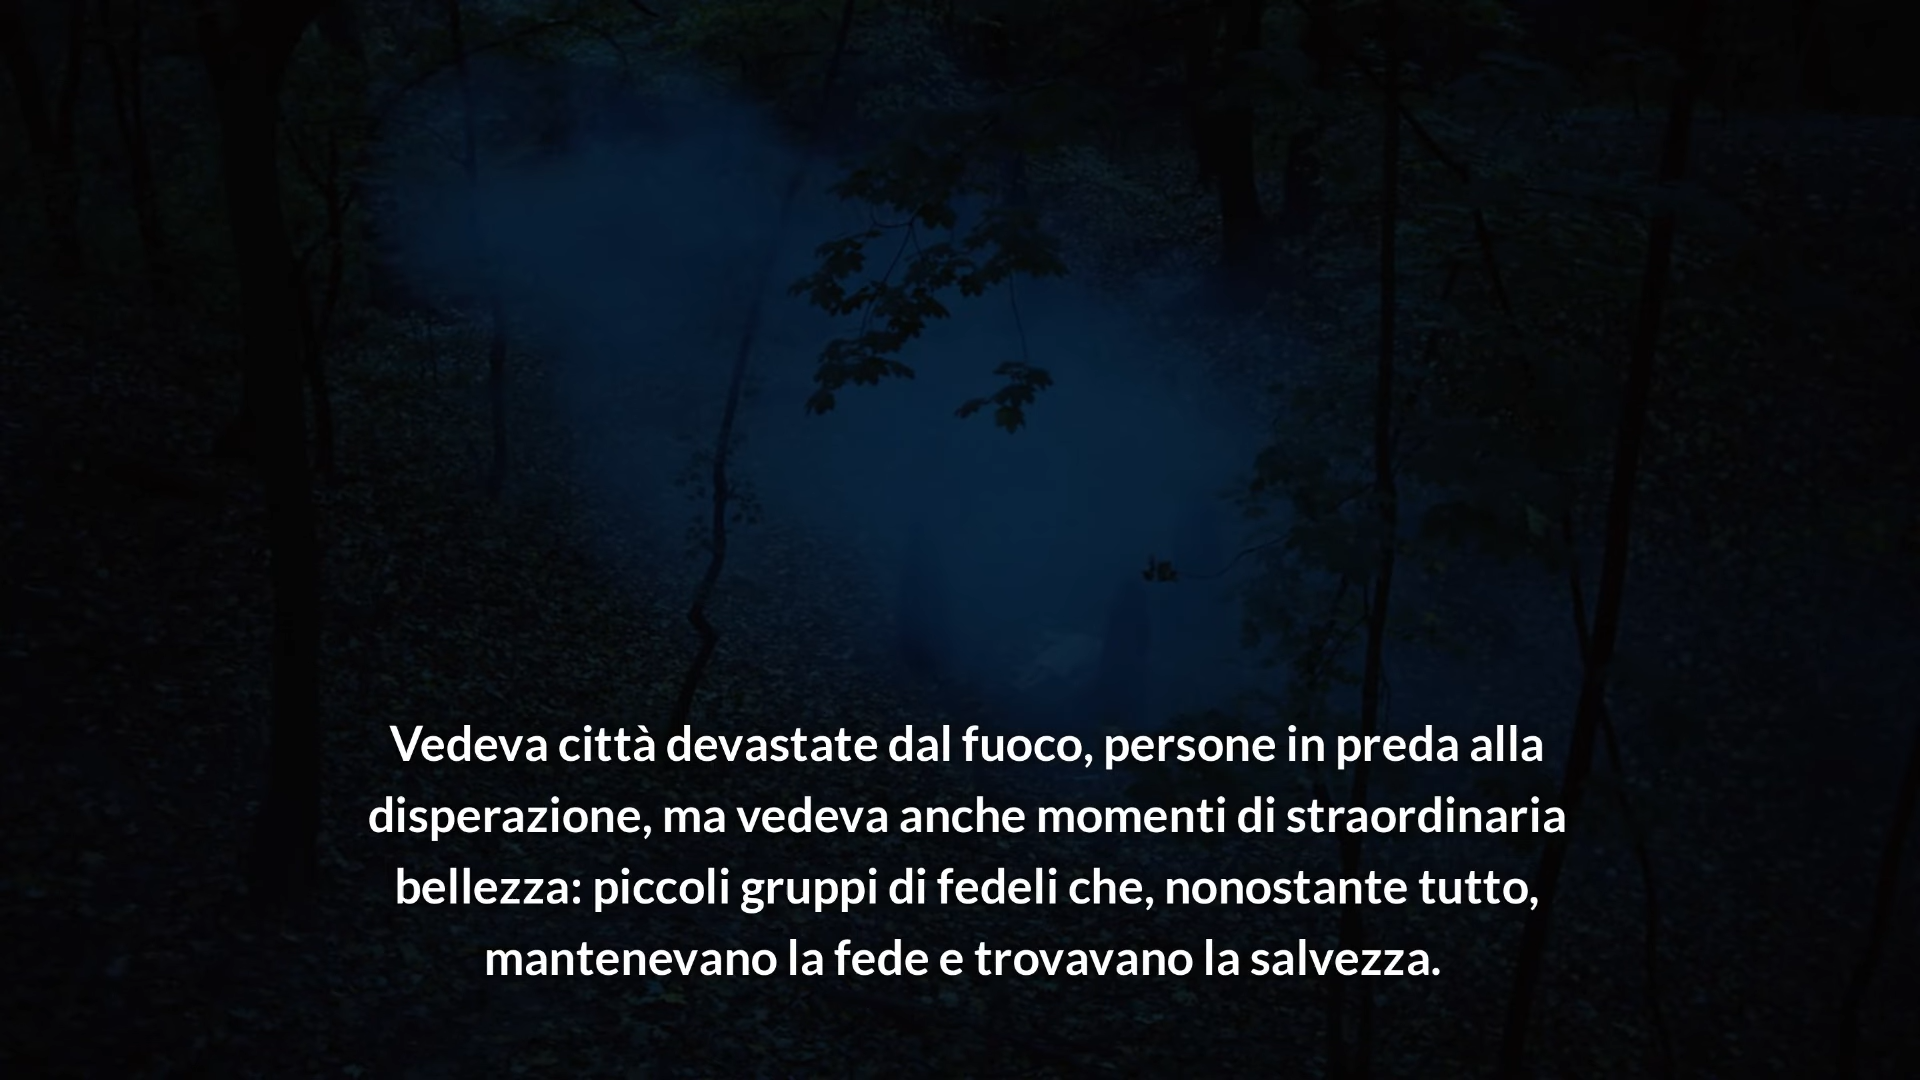 Vedeva città devastate dal fuoco, persone in preda alla
disperazione, ma vedeva anche momenti di straordinaria
bellezza: piccoli gruppi di fedeli che, nonostante tutto,
mantenevano la fede e trovavano la salvezza.